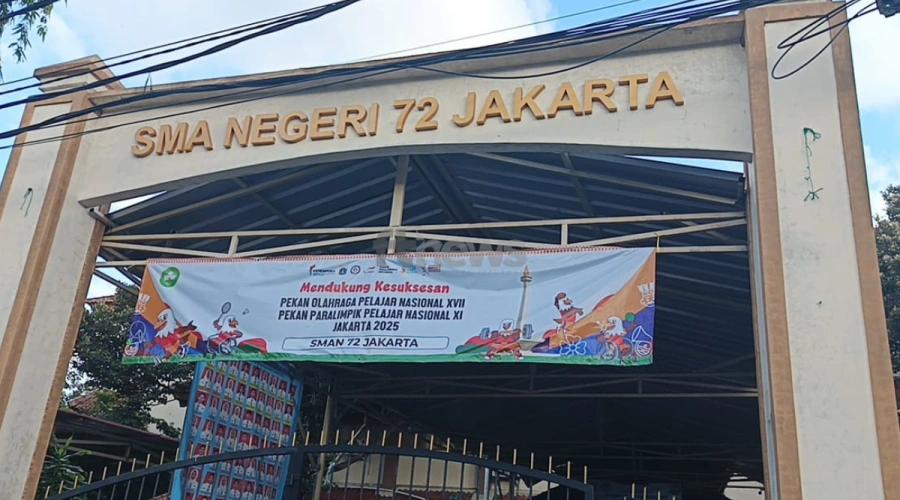 SMA NEGERI 72 JAKARTA
Mendukung Kesuksesan
PEKAN OLAHRAGA PELAJAR NASIONAL XVII
PEKAN PARALIMPIK PELAJAR NASIONAL XI
JAKARTA 2025
SMAN 72 JAKARTA